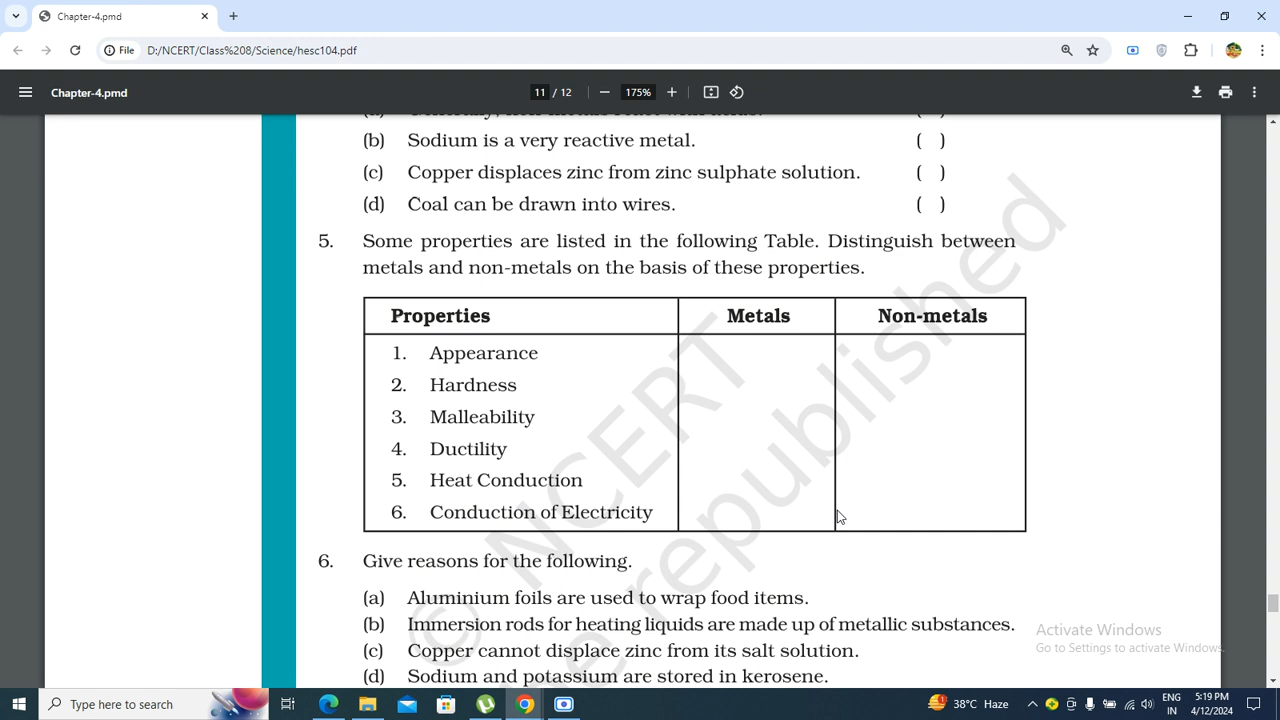 Chapter-4.pmd
File
D:/NCERT/Class%208/Science/hesc104.pdf
Chapter-4.pmd
11 / 12
175%
(b) Sodium is a very reactive metal. ( )
(c) Copper displaces zinc from zinc sulphate solution. ( )
(d) Coal can be drawn into wires. ( )
5. Some properties are listed in the following Table. Distinguish between
metals and non-metals on the basis of these properties.
Properties Metals Non-metals
1. Appearance
2. Hardness
3. Malleability
4. Ductility
5. Heat Conduction
6. Conduction of Electricity
6. Give reasons for the following.
(a) Aluminium foils are used to wrap food items.
(b) Immersion rods for heating liquids are made up of metallic substances.
(c) Copper cannot displace zinc from its salt solution.
(d) Sodium and potassium are stored in kerosene.
© NCERT
he republished
Activate Windows
Go to Settings to activate Windows.
Type here to search
38°C Haze
ENG
IN
5:19 PM
4/12/2024